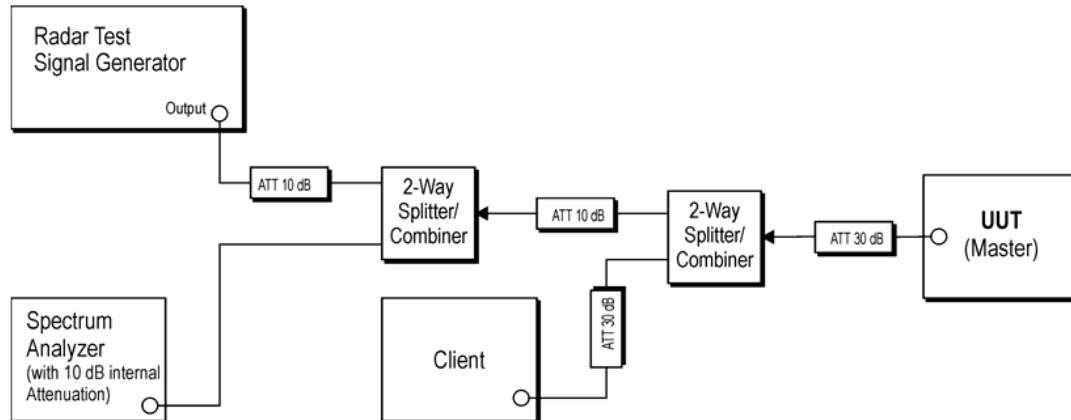 Radar Test
Signal Generator
Output
ATT 10 dB
2-Way
Splitter/
Combiner
ATT 10 dB
2-Way
Splitter/
Combiner
ATT 30 dB
UUT
(Master)
ATT 30 dB
Spectrum
Analyzer
(with 10 dB internal
Attenuation)
Client